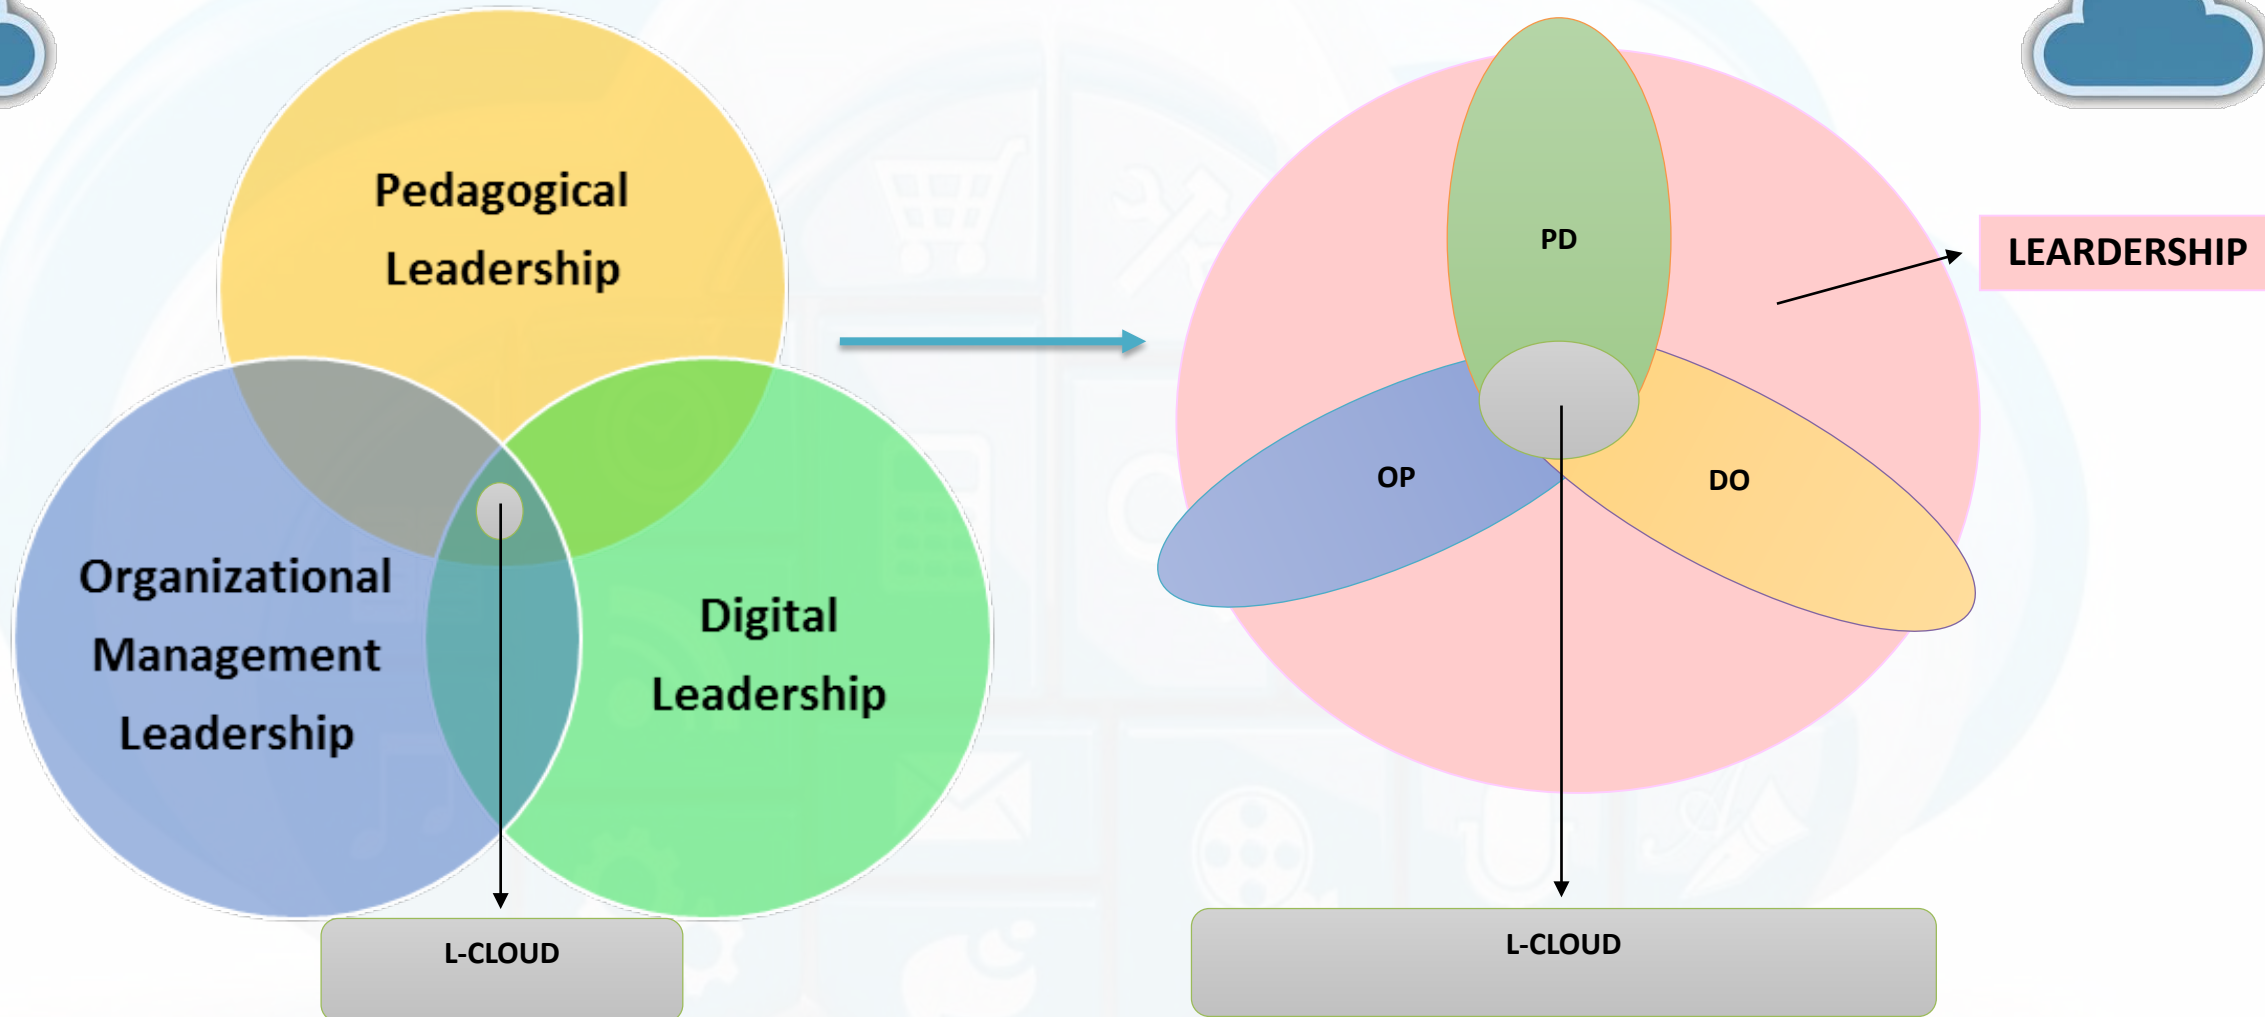 Pedagogical
Leadership
Organizational
Management
Leadership
Digital
Leadership
L-CLOUD
PD
OP
DO
LEARDERSHIP
L-CLOUD